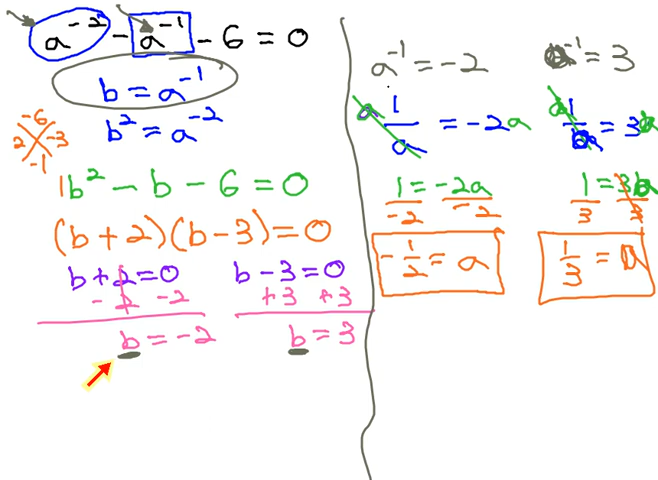 a⁻² - a⁻¹ - 6 = 0
b = a⁻¹
b² = a⁻²
-6
2 -3
-1
1b² - b - 6 = 0
(b + 2)(b - 3) = 0
b + 2 = 0 b - 3 = 0
- 2 - 2 + 3 + 3
b = -2 b = 3
a⁻¹ = -2 a⁻¹ = 3
a 1/a = -2a a 1/a = 3a
1 = -2a 1 = 3a
-2 -2 3 3
-1/2 = a 1/3 = a